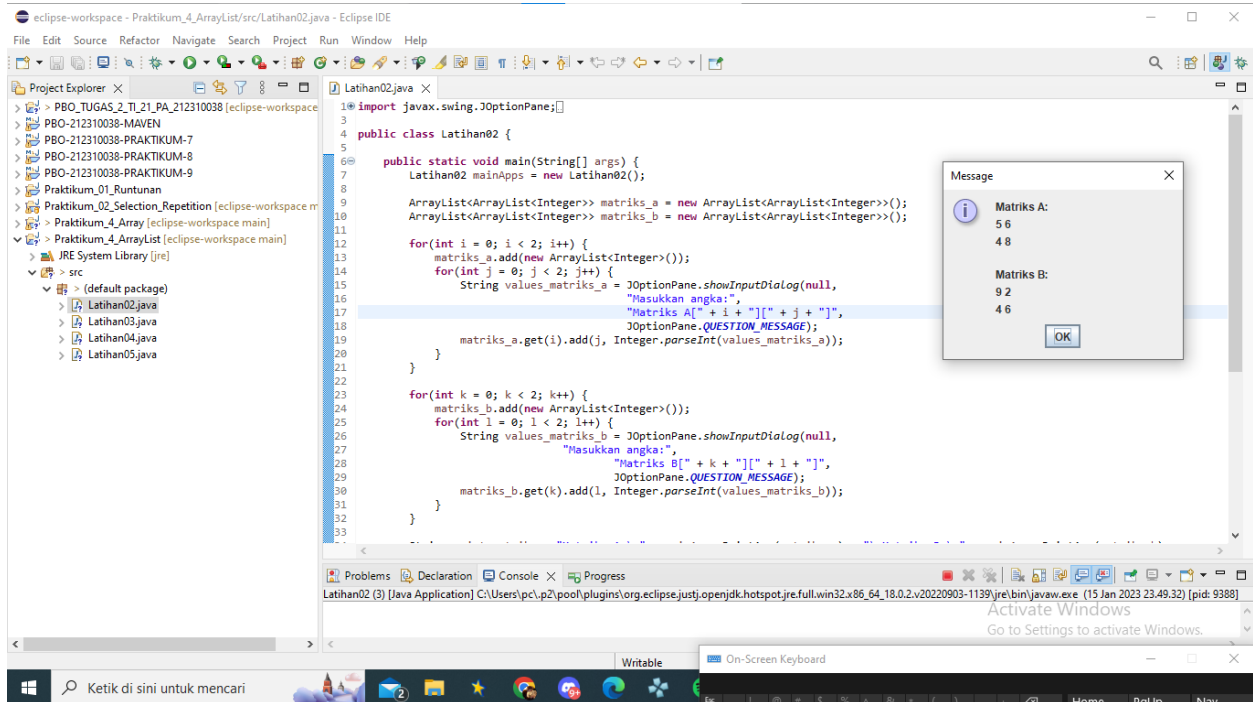 eclipse-workspace - Praktikum_4_ArrayList/src/Latihan02.java - Eclipse IDE
File Edit Source Refactor Navigate Search Project Run Window Help
Project Explorer
> PBO_TUGAS_2_TI_21_PA_212310038 [eclipse-workspace
PBO-212310038-MAVEN
PBO-212310038-PRAKTIKUM-7
PBO-212310038-PRAKTIKUM-8
PBO-212310038-PRAKTIKUM-9
Praktikum_01_Runtunan
Praktikum_02_Selection_Repetition [eclipse-workspace m
> Praktikum_4_Array [eclipse-workspace main]
> Praktikum_4_ArrayList [eclipse-workspace main]
JRE System Library [jre]
> src
> (default package)
Latihan02.java
Latihan03.java
Latihan04.java
Latihan05.java
Latihan02.java
1 import javax.swing.JOptionPane;
3
4 public class Latihan02 {
5
6 public static void main(String[] args) {
7 Latihan02 mainApps = new Latihan02();
8
9 ArrayList<ArrayList<Integer>> matriks_a = new ArrayList<ArrayList<Integer>>();
10 ArrayList<ArrayList<Integer>> matriks_b = new ArrayList<ArrayList<Integer>>();
11
12 for(int i = 0; i < 2; i++) {
13 matriks_a.add(new ArrayList<Integer>());
14 for(int j = 0; j < 2; j++) {
15 String values_matriks_a = JOptionPane.showInputDialog(null,
16 "Masukkan angka:",
17 "Matriks A[" + i + "][" + j + "]",
18 JOptionPane.QUESTION_MESSAGE);
19 matriks_a.get(i).add(j, Integer.parseInt(values_matriks_a));
20 }
21 }
22
23 for(int k = 0; k < 2; k++) {
24 matriks_b.add(new ArrayList<Integer>());
25 for(int l = 0; l < 2; l++) {
26 String values_matriks_b = JOptionPane.showInputDialog(null,
27 "Masukkan angka:",
28 "Matriks B[" + k + "][" + l + "]",
29 JOptionPane.QUESTION_MESSAGE);
30 matriks_b.get(k).add(l, Integer.parseInt(values_matriks_b));
31 }
32 }
33
Message
Matriks A:
5 6
4 8
Matriks B:
9 2
4 6
OK
Problems Declaration Console Progress
Latihan02 (3) [Java Application] C:\Users\pc\.p2\pool\plugins\org.eclipse.justj.openjdk.hotspot.jre.full.win32.x86_64_18.0.2.v20220903-1139\jre\bin\javaw.exe (15 Jan 2023 23.49.32) [pid: 9388]
Activate Windows
Go to Settings to activate Windows.
Writable
On-Screen Keyboard
Ketik di sini untuk mencari
2
Home PgUp Nav